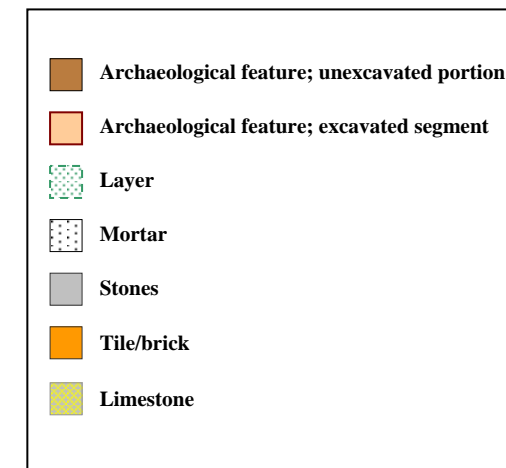 Archaeological feature; unexcavated portion
Archaeological feature; excavated segment
Layer
Mortar
Stones
Tile/brick
Limestone